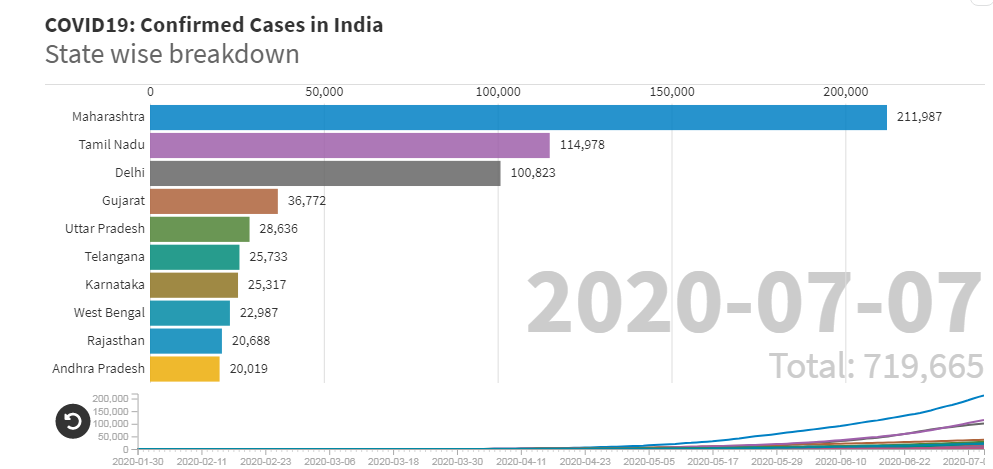 COVID19: Confirmed Cases in India
State wise breakdown
0 50,000 100,000 150,000 200,000
Maharashtra 211,987
Tamil Nadu 114,978
Delhi 100,823
Gujarat 36,772
Uttar Pradesh 28,636
Telangana 25,733
Karnataka 25,317
West Bengal 22,987
Rajasthan 20,688
Andhra Pradesh 20,019
2020-07-07
Total: 719,665
200,000
150,000
100,000
50,000
0
2020-01-30 2020-02-11 2020-02-23 2020-03-06 2020-03-18 2020-03-30 2020-04-11 2020-04-23 2020-05-05 2020-05-17 2020-05-29 2020-06-10 2020-06-22